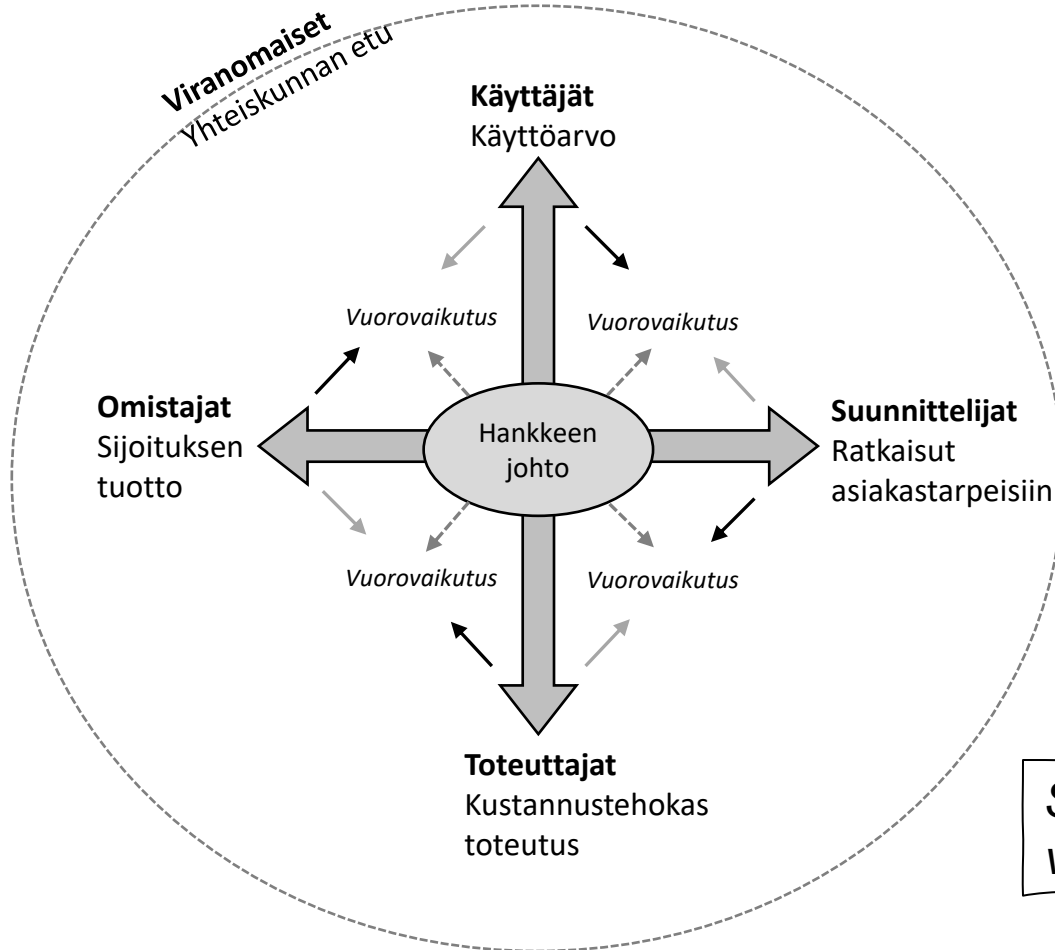 Viranomaiset
Yhteiskunnan etu
Käyttäjät
Käyttöarvo
Vuorovaikutus
Vuorovaikutus
Omistajat
Sijoituksen
tuotto
Hankkeen
johto
Suunnittelijat
Ratkaisut
asiakastarpeisiin
Vuorovaikutus
Vuorovaikutus
Toteuttajat
Kustannustehokas
toteutus